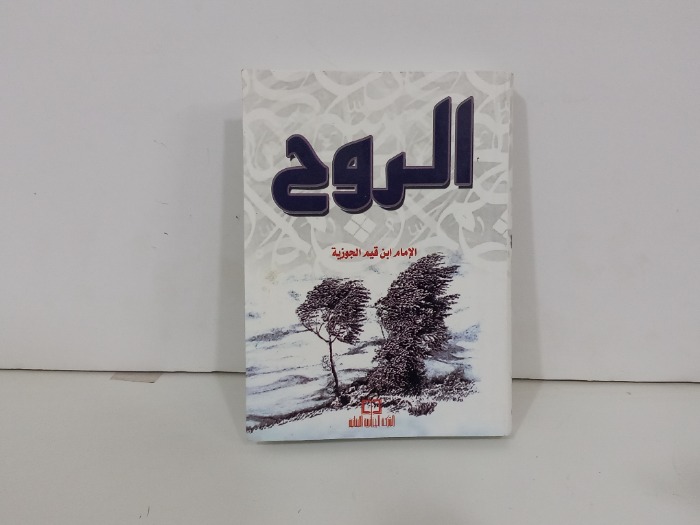 الروح
الإمام ابن قيم الجوزية